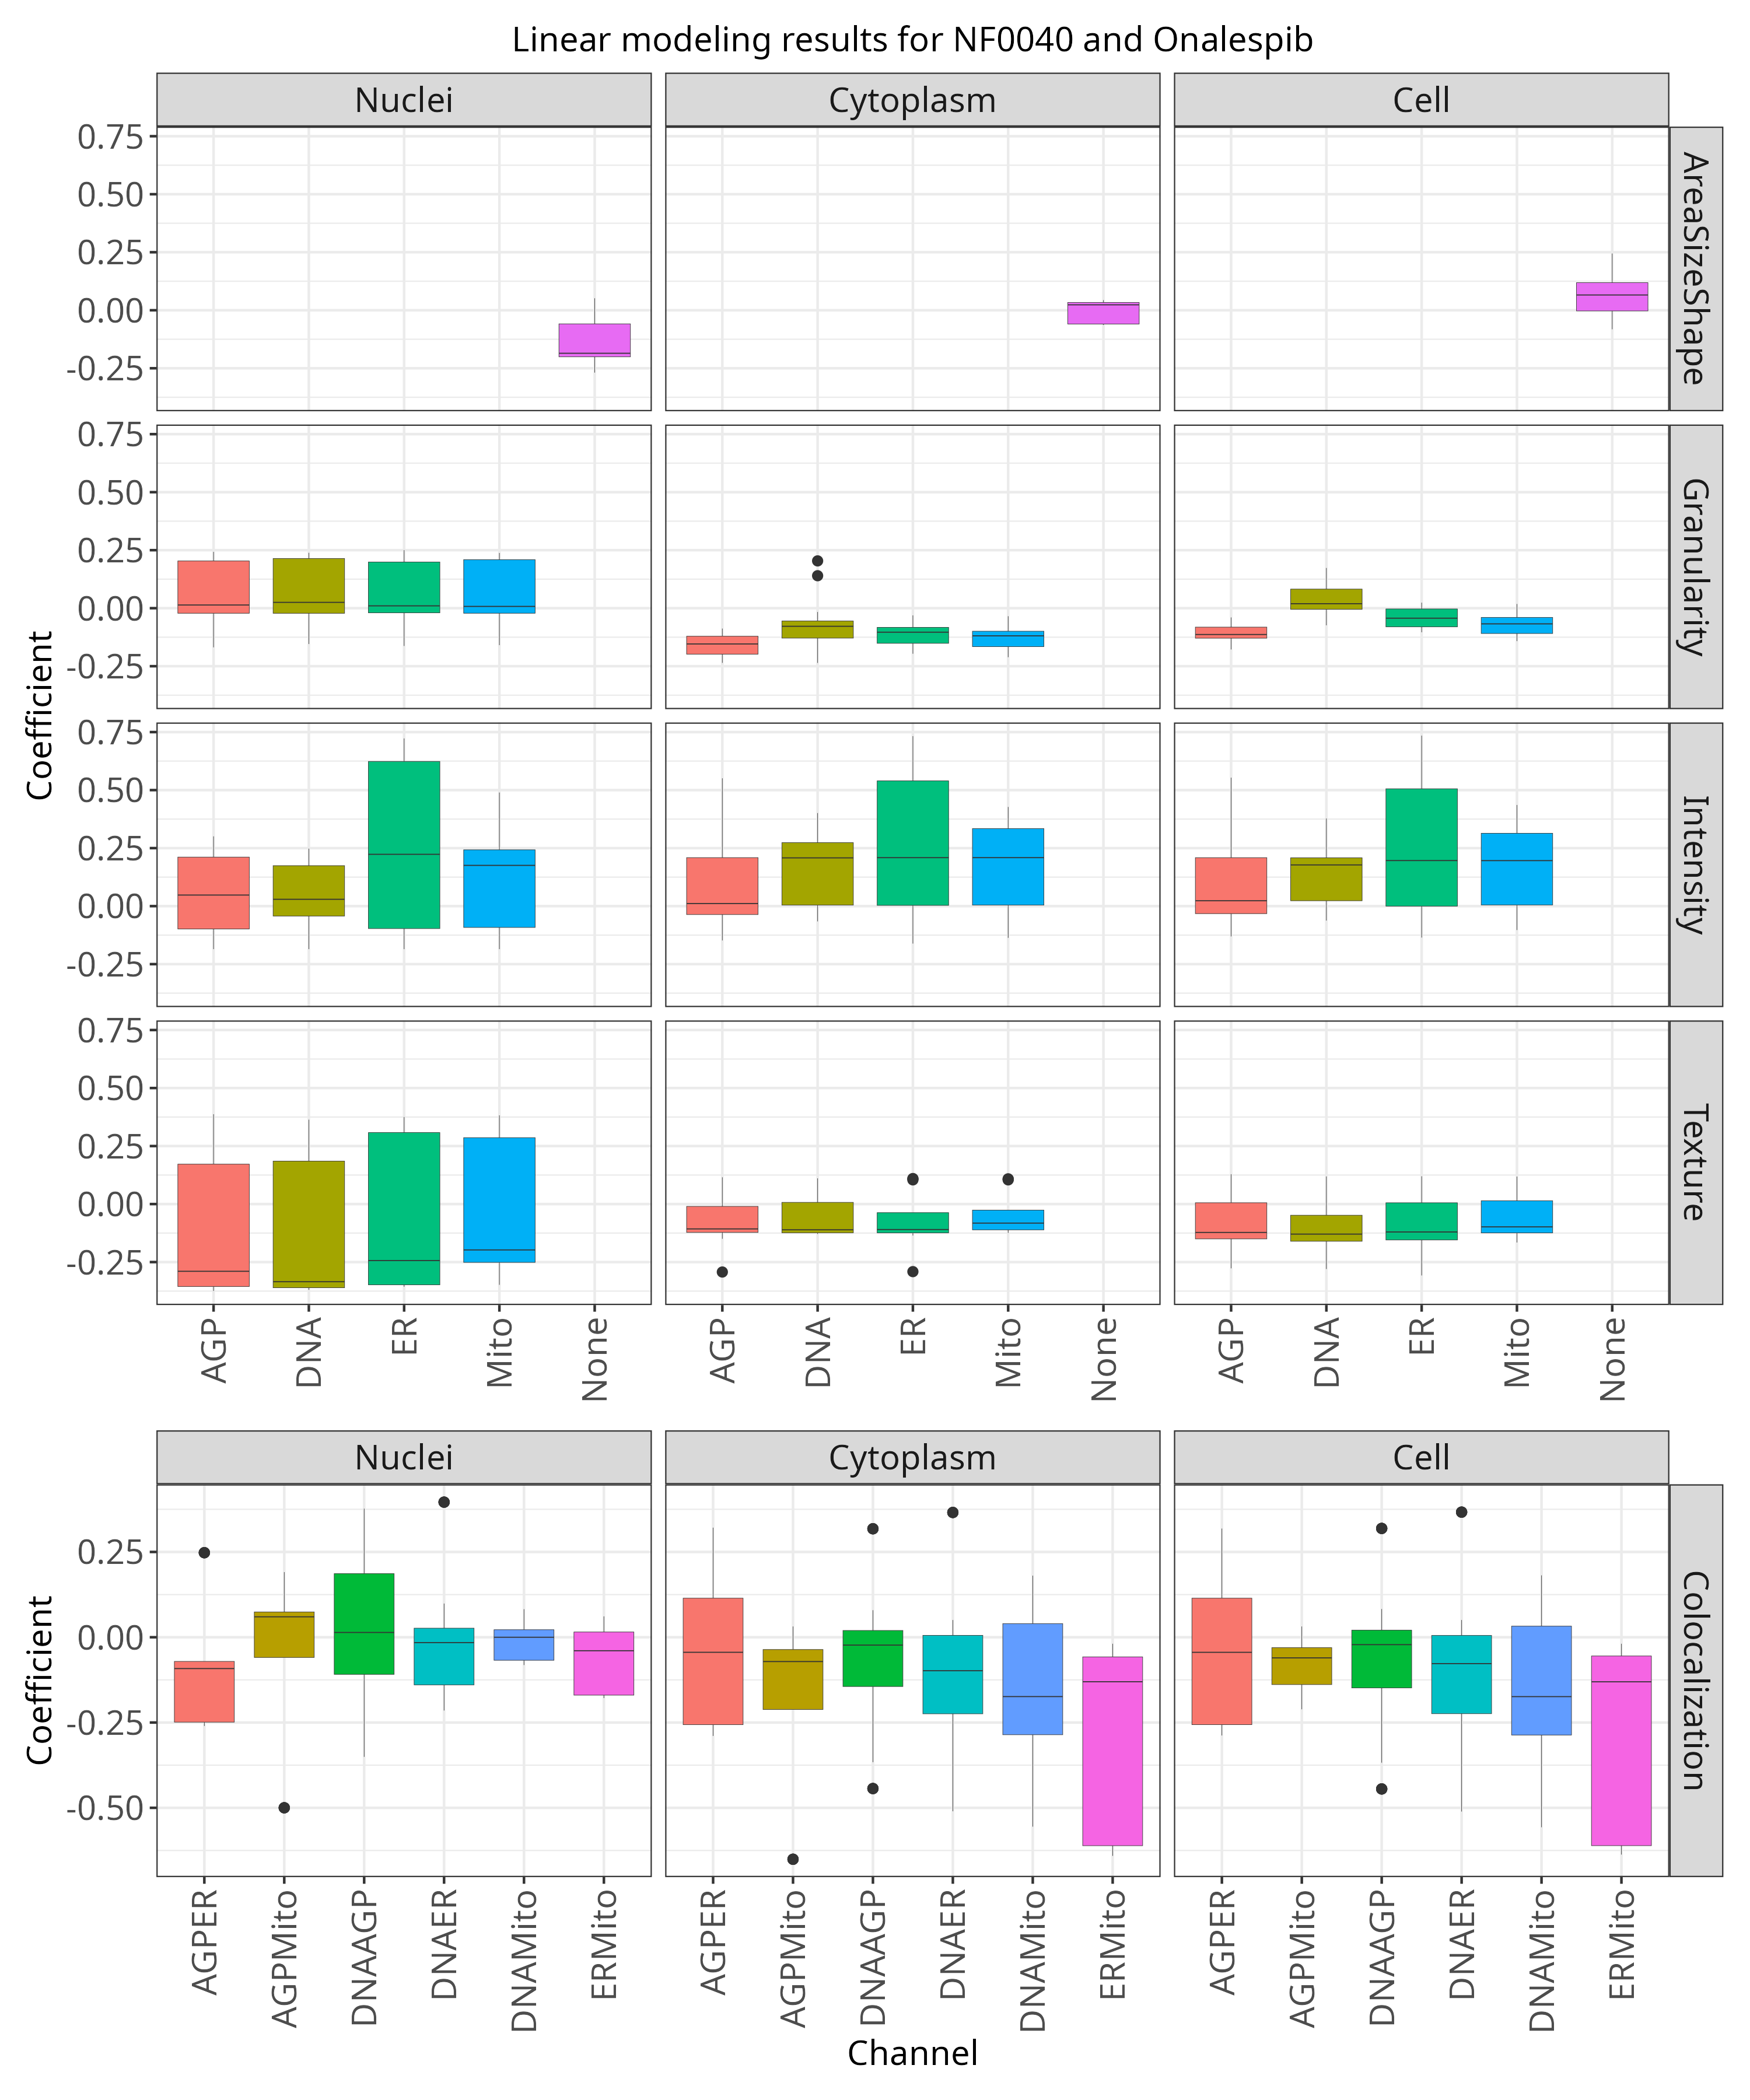 Linear modeling results for NF0040 and Onalespib
Nuclei
Cytoplasm
Cell
0.75
0.50
0.25
0.00
-0.25
AreaSizeShape
0.75
0.50
0.25
0.00
-0.25
Granularity
Coefficient
0.75
0.50
0.25
0.00
-0.25
Intensity
0.75
0.50
0.25
0.00
-0.25
Texture
AGP
DNA
ER
Mito
None
AGP
DNA
ER
Mito
None
AGP
DNA
ER
Mito
None
Nuclei
Cytoplasm
Cell
Coefficient
0.25
0.00
-0.25
-0.50
Colocalization
AGPER
AGPMito
DNAAGP
DNAER
DNAMito
ERMito
AGPER
AGPMito
DNAAGP
DNAER
DNAMito
ERMito
AGPER
AGPMito
DNAAGP
DNAER
DNAMito
ERMito
Channel